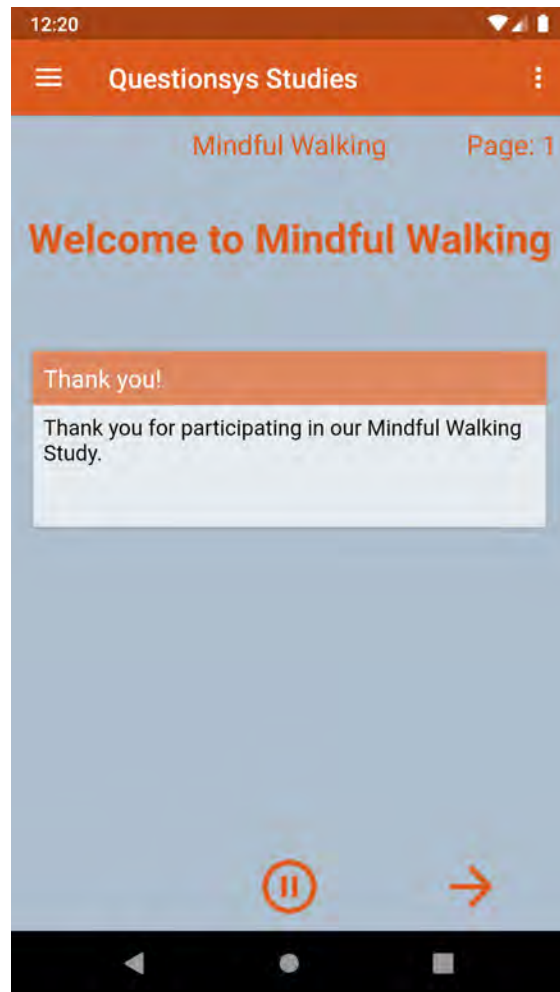 12:20
Questionsys Studies
Mindful Walking Page: 1
Welcome to Mindful Walking
Thank you!
Thank you for participating in our Mindful Walking
Study.